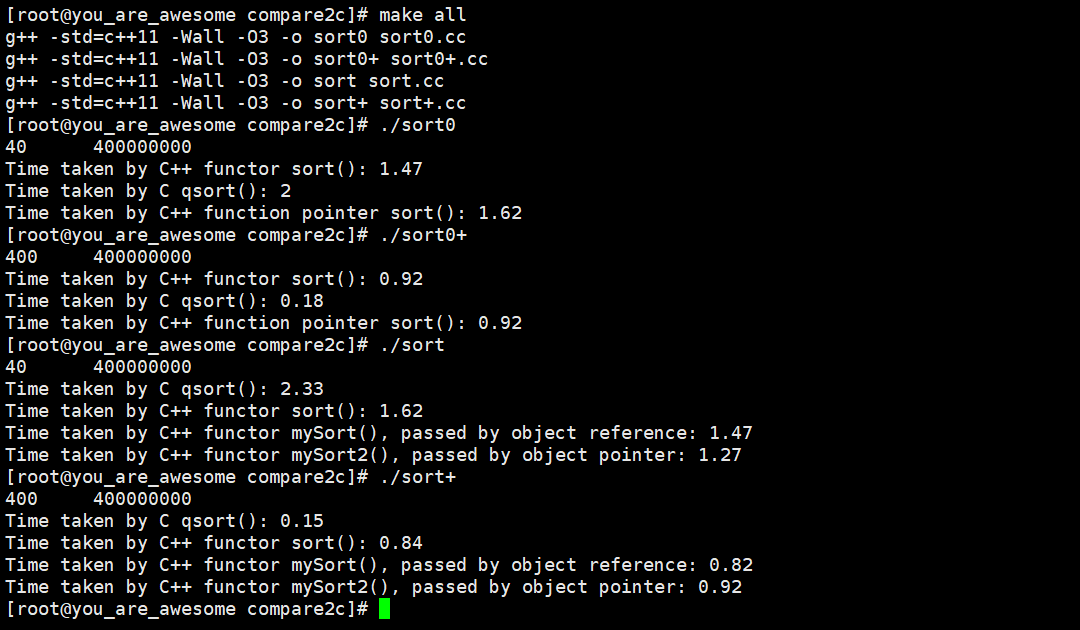 [root@you_are_awesome compare2c]# make all
g++ -std=c++11 -Wall -O3 -o sort0 sort0.cc
g++ -std=c++11 -Wall -O3 -o sort0+ sort0+.cc
g++ -std=c++11 -Wall -O3 -o sort sort.cc
g++ -std=c++11 -Wall -O3 -o sort+ sort+.cc
[root@you_are_awesome compare2c]# ./sort0
40      400000000
Time taken by C++ functor sort(): 1.47
Time taken by C qsort(): 2
Time taken by C++ function pointer sort(): 1.62
[root@you_are_awesome compare2c]# ./sort0+
400     400000000
Time taken by C++ functor sort(): 0.92
Time taken by C qsort(): 0.18
Time taken by C++ function pointer sort(): 0.92
[root@you_are_awesome compare2c]# ./sort
40      400000000
Time taken by C qsort(): 2.33
Time taken by C++ functor sort(): 1.62
Time taken by C++ functor mySort(), passed by object reference: 1.47
Time taken by C++ functor mySort2(), passed by object pointer: 1.27
[root@you_are_awesome compare2c]# ./sort+
400     400000000
Time taken by C qsort(): 0.15
Time taken by C++ functor sort(): 0.84
Time taken by C++ functor mySort(), passed by object reference: 0.82
Time taken by C++ functor mySort2(), passed by object pointer: 0.92
[root@you_are_awesome compare2c]#